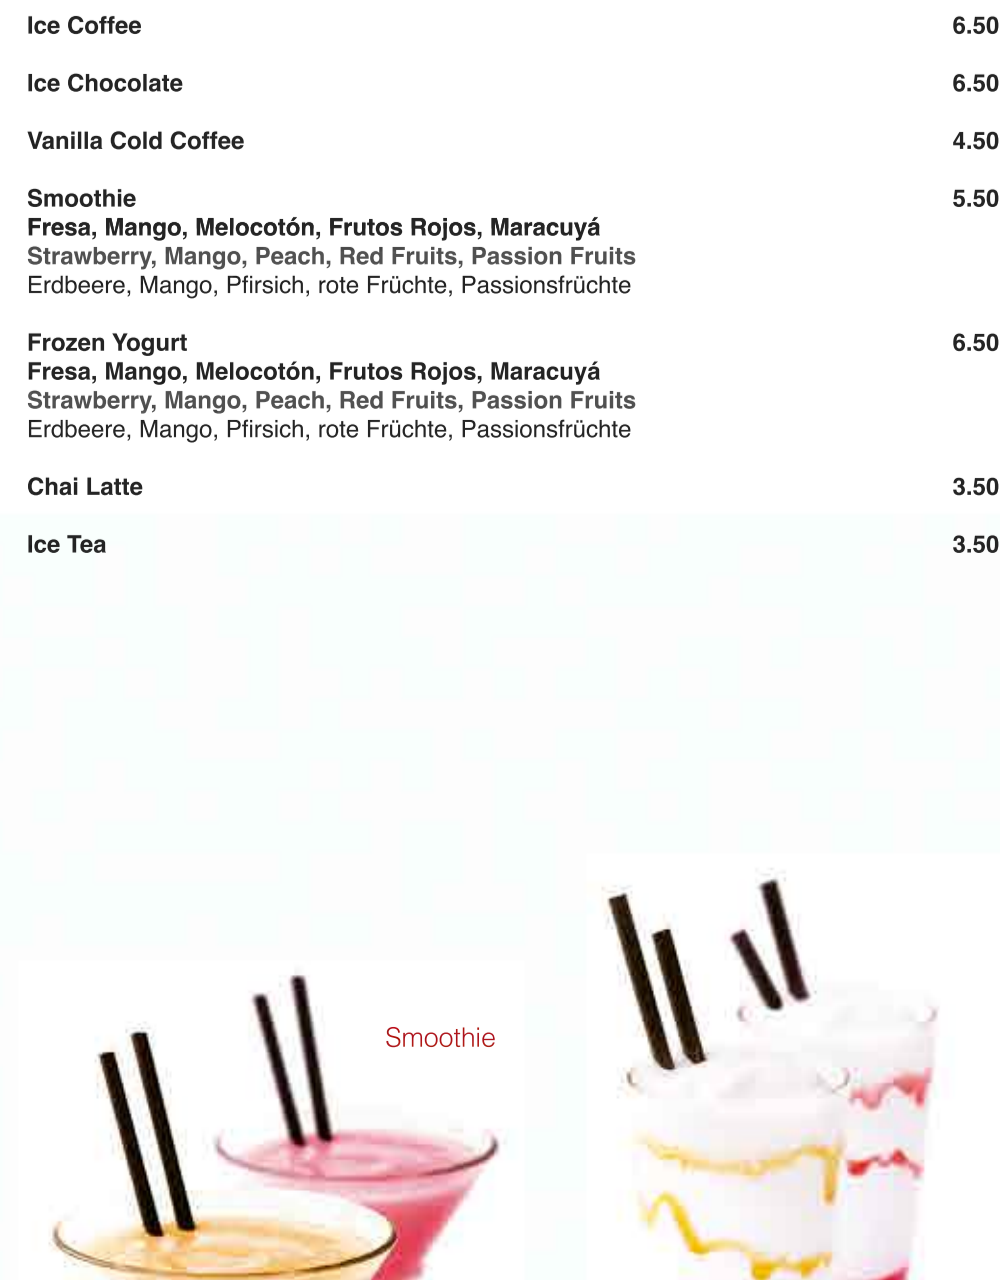 Ice Coffee 6.50
Ice Chocolate 6.50
Vanilla Cold Coffee 4.50
Smoothie 5.50
Fresa, Mango, Melocotón, Frutos Rojos, Maracuyá
Strawberry, Mango, Peach, Red Fruits, Passion Fruits
Erdbeere, Mango, Pfirsich, rote Früchte, Passionsfrüchte
Frozen Yogurt 6.50
Fresa, Mango, Melocotón, Frutos Rojos, Maracuyá
Strawberry, Mango, Peach, Red Fruits, Passion Fruits
Erdbeere, Mango, Pfirsich, rote Früchte, Passionsfrüchte
Chai Latte 3.50
Ice Tea 3.50
Smoothie